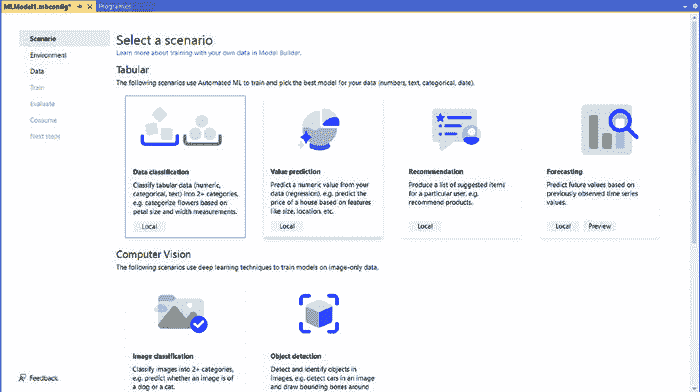 MLModel1.mbconfig*
Program.cs
Scenario
Environment
Data
Train
Evaluate
Consume
Next steps
Feedback
Select a scenario
Learn more about training with your own data in Model Builder.
Tabular
The following scenarios use Automated ML to train and pick the best model for your data (numbers, text, categorical, date).
Data classification
Classify tabular data (numeric,
categorical, text) into 2+ categories,
e.g. categorize flowers based on
petal size and width measurements.
Local
Value prediction
Predict a numeric value from your
data (regression), e.g. predict the
price of a house based on features
like size, location, etc.
Local
Recommendation
Produce a list of suggested items
for a particular user, e.g.
recommend products.
Local
Forecasting
Predict future values based on
previously observed time series
values.
Local Preview
Computer Vision
The following scenarios use deep learning techniques to train models on image-only data.
Image classification
Classify images into 2+ categories,
e.g. predict whether an image is of
a dog or a cat.
Object detection
Detect and identify objects in
images, e.g. detect cars in an image
and draw bounding boxes around